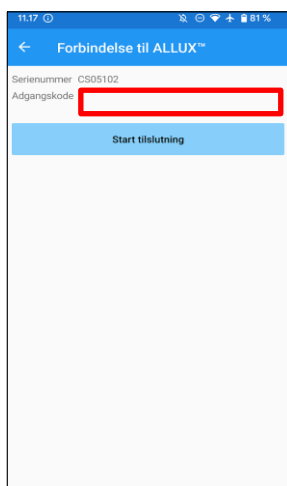 11.17 81 %
Forbindelse til ALLUX™
Serienummer CS05102
Adgangskode
Start tilslutning